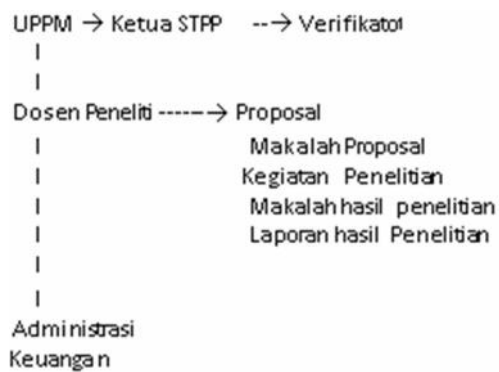 UPPM → Ketua STPP --→ Verifikator
Dosen Peneliti ------→ Proposal
Makalah Proposal
Kegiatan Penelitian
Makalah hasil penelitian
Laporan hasil Penelitian
Administrasi
Keuangan